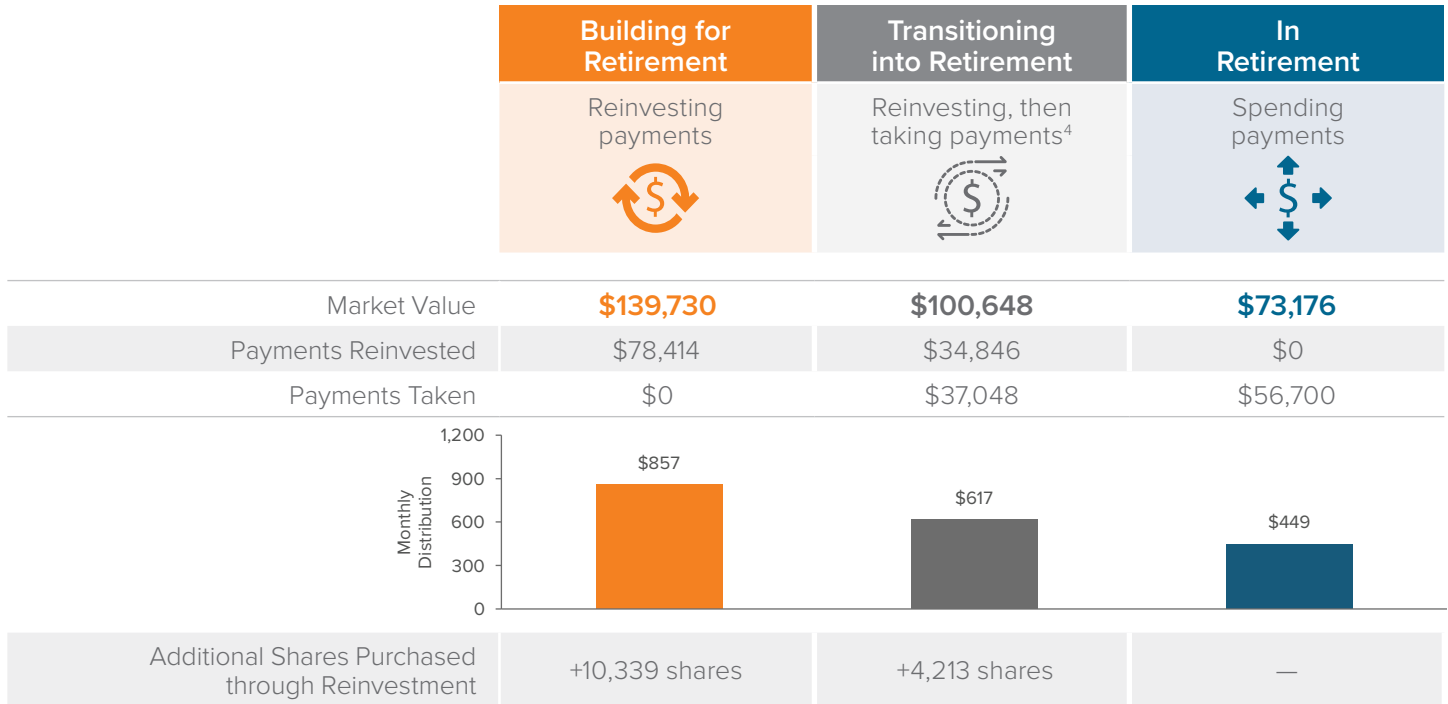 Building for
Retirement
Transitioning
into Retirement
In
Retirement
Reinvesting
payments
Reinvesting, then
taking payments⁴
Spending
payments
$
$
$
Market Value $139,730 $100,648 $73,176
Payments Reinvested $78,414 $34,846 $0
Payments Taken $0 $37,048 $56,700
Monthly
Distribution
1,200
900
600
300
0
$857
$617
$449
Additional Shares Purchased
through Reinvestment
+10,339 shares +4,213 shares —